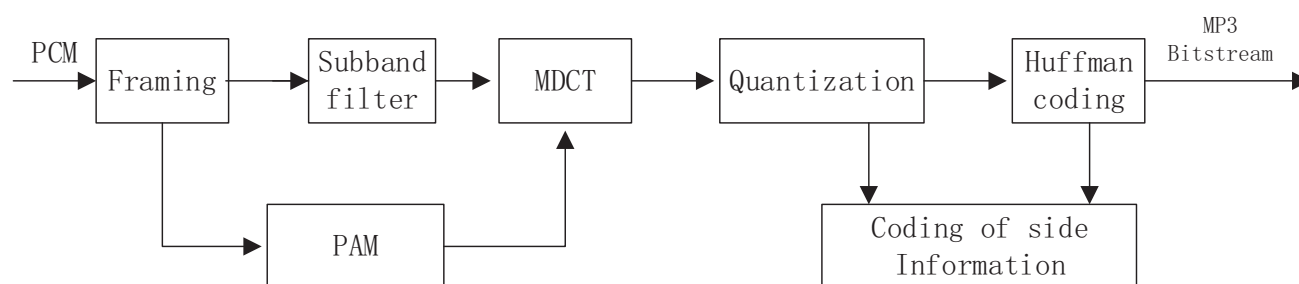 PCM
Framing
Subband
filter
MDCT
Quantization
Huffman
coding
MP3
Bitstream
PAM
Coding of side
Information